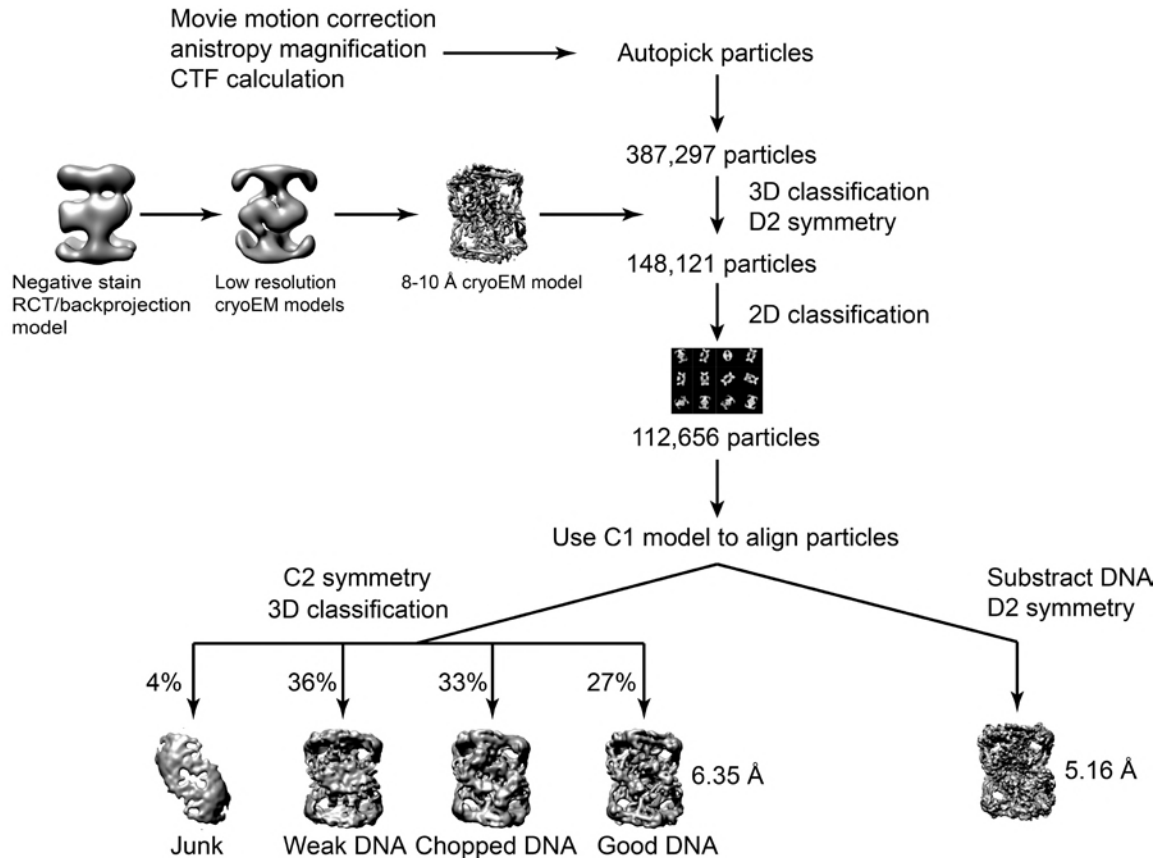 Movie motion correction
anistropy magnification
CTF calculation
Autopick particles
387,297 particles
3D classification
D2 symmetry
Negative stain
RCT/backprojection
model
Low resolution
cryoEM models
8-10 Å cryoEM model
148,121 particles
2D classification
112,656 particles
Use C1 model to align particles
C2 symmetry
3D classification
Substract DNA
D2 symmetry
4%
36%
33%
27%
6.35 Å
5.16 Å
Junk
Weak DNA
Chopped DNA
Good DNA